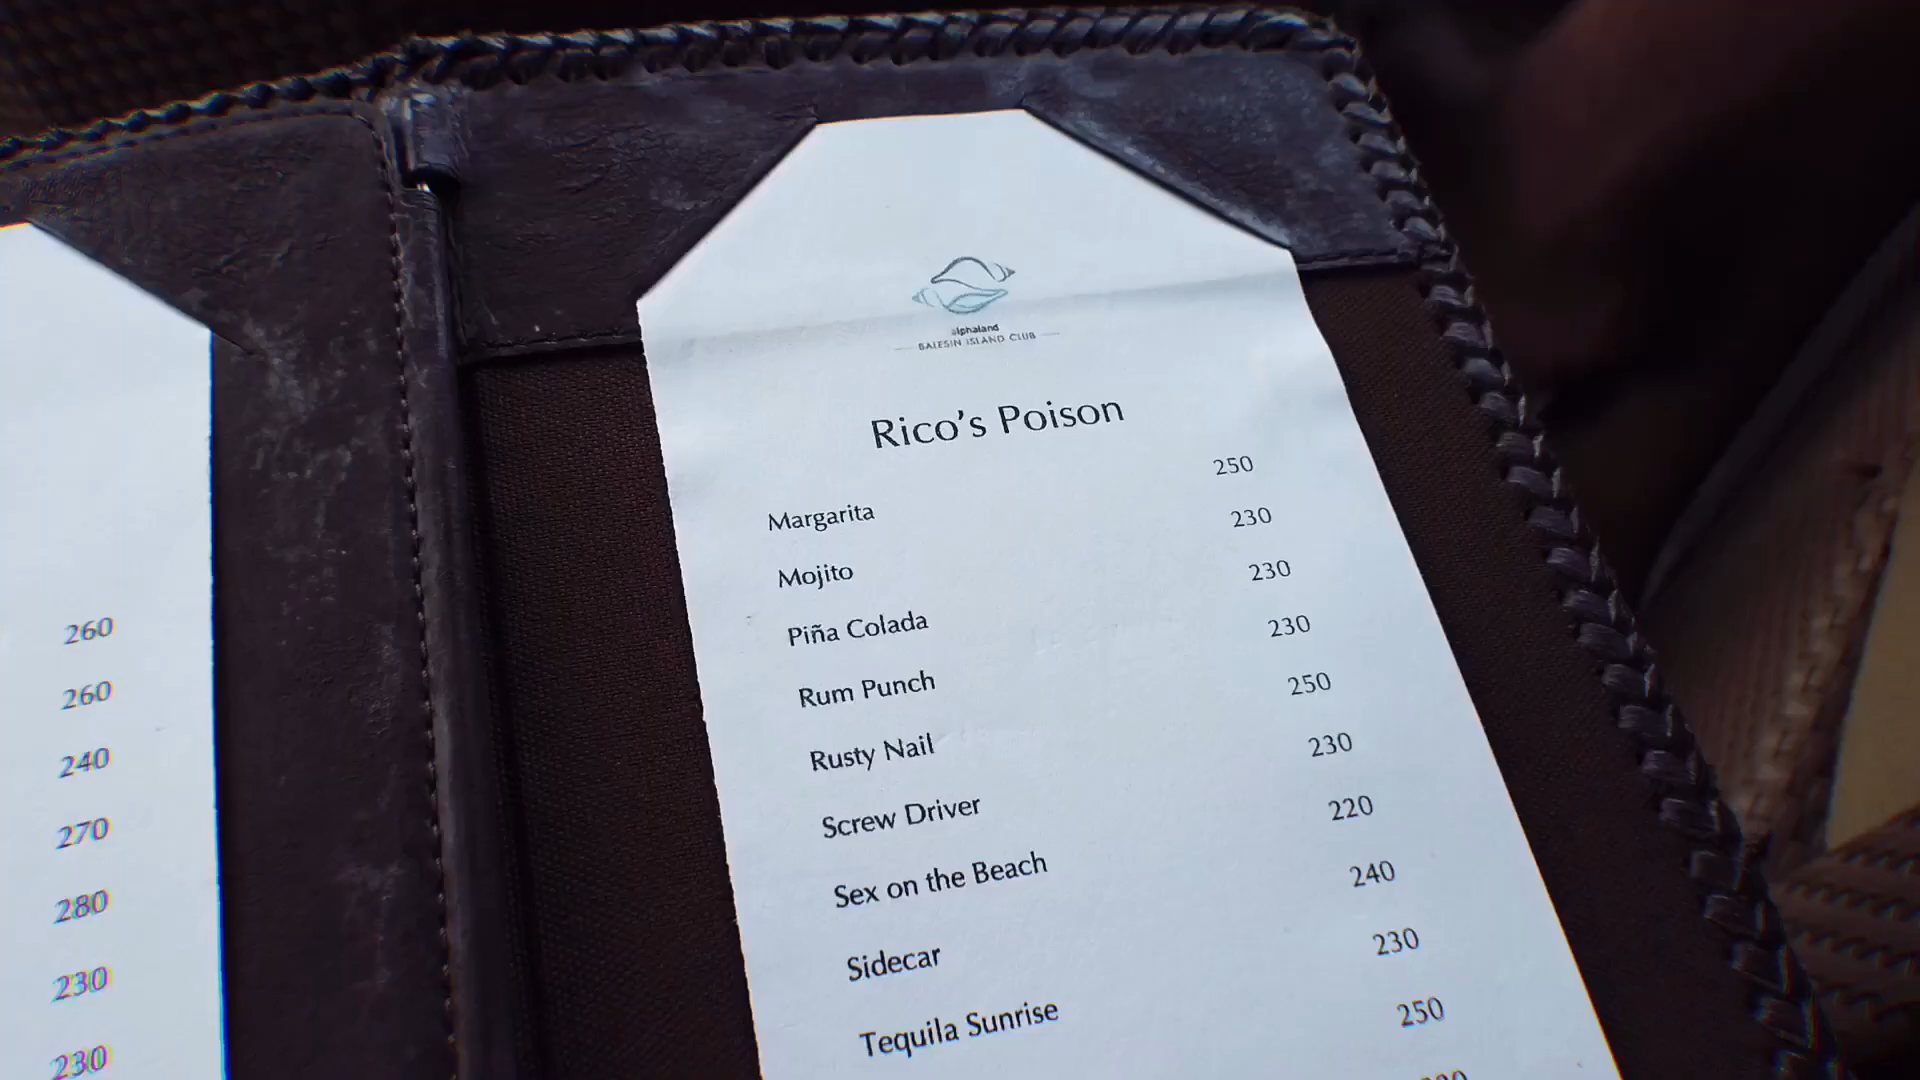 260
260
240
270
280
230
230
alphaland
BALESIN ISLAND CLUB
Rico's Poison
Margarita 250
Mojito 230
Piña Colada 230
Rum Punch 230
Rusty Nail 250
Screw Driver 230
Sex on the Beach 220
Sidecar 240
Tequila Sunrise 230
250